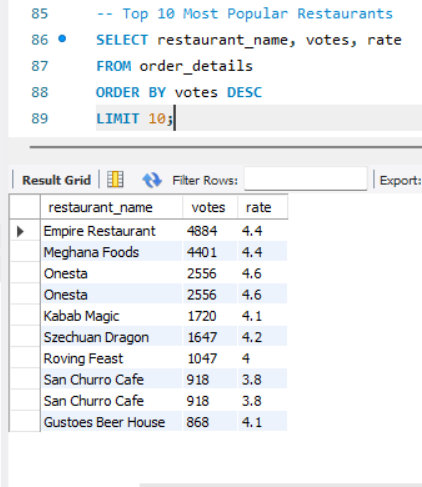 85 -- Top 10 Most Popular Restaurants
86 SELECT restaurant_name, votes, rate
87 FROM order_details
88 ORDER BY votes DESC
89 LIMIT 10;
Result Grid Filter Rows: Export:
restaurant_name votes rate
Empire Restaurant 4884 4.4
Meghana Foods 4401 4.4
Onesta 2556 4.6
Onesta 2556 4.6
Kabab Magic 1720 4.1
Szechuan Dragon 1647 4.2
Roving Feast 1047 4
San Churro Cafe 918 3.8
San Churro Cafe 918 3.8
Gustoes Beer House 868 4.1